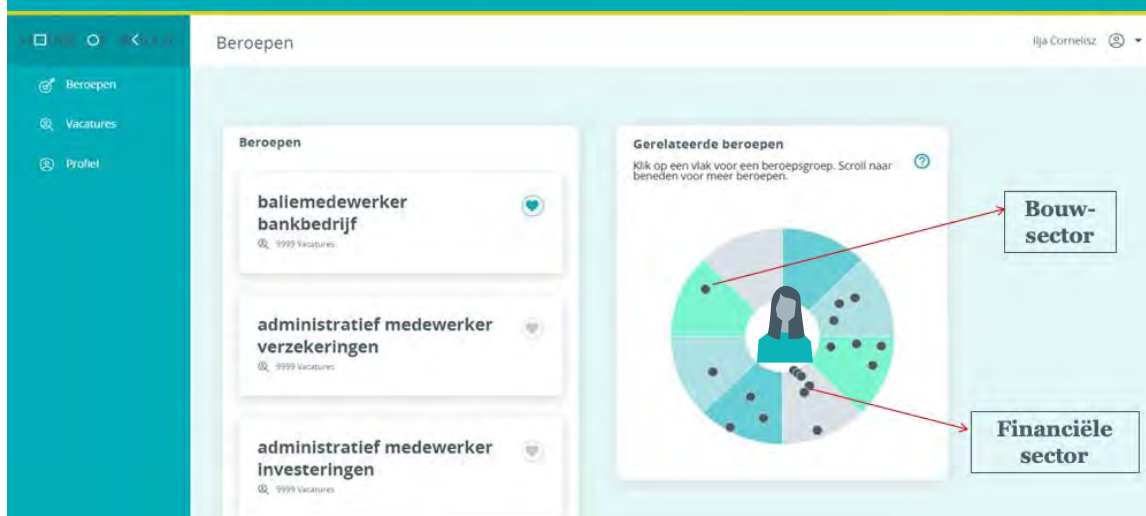 Beroepen
Ilja Cornelisz
Beroepen
Vacatures
Profiel
Beroepen
baliemedewerker
bankbedrijf
9999 Vacatures
administratief medewerker
verzekeringen
9999 Vacatures
administratief medewerker
investeringen
9999 Vacatures
Gerelateerde beroepen
Klik op een vlak voor een beroepsgroep. Scroll naar
beneden voor meer beroepen.
?
Bouw-
sector
Financiële
sector